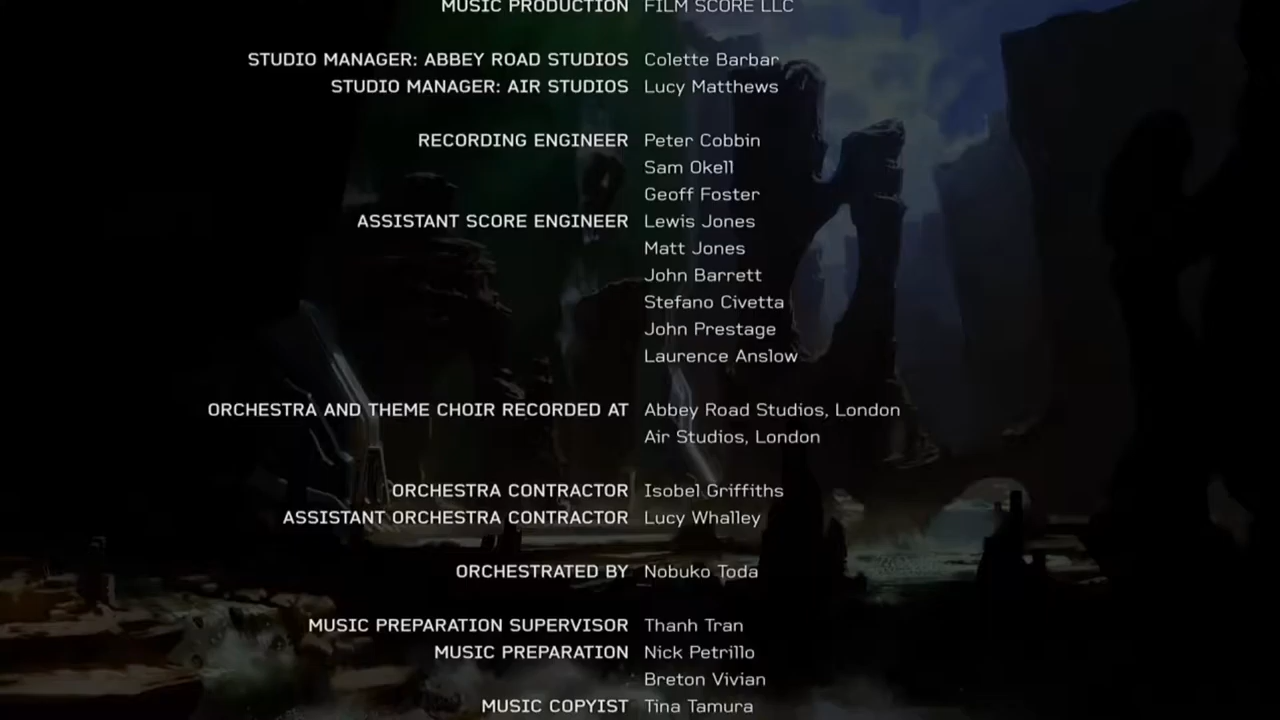 MUSIC PRODUCTION FILM SCORE LLC
STUDIO MANAGER: ABBEY ROAD STUDIOS Colette Barbar
STUDIO MANAGER: AIR STUDIOS Lucy Matthews
RECORDING ENGINEER Peter Cobbin
Sam Okell
Geoff Foster
ASSISTANT SCORE ENGINEER Lewis Jones
Matt Jones
John Barrett
Stefano Civetta
John Prestage
Laurence Anslow
ORCHESTRA AND THEME CHOIR RECORDED AT Abbey Road Studios, London
Air Studios, London
ORCHESTRA CONTRACTOR Isobel Griffiths
ASSISTANT ORCHESTRA CONTRACTOR Lucy Whalley
ORCHESTRATED BY Nobuko Toda
MUSIC PREPARATION SUPERVISOR Thanh Tran
MUSIC PREPARATION Nick Petrillo
Breton Vivian
MUSIC COPYIST Tina Tamura